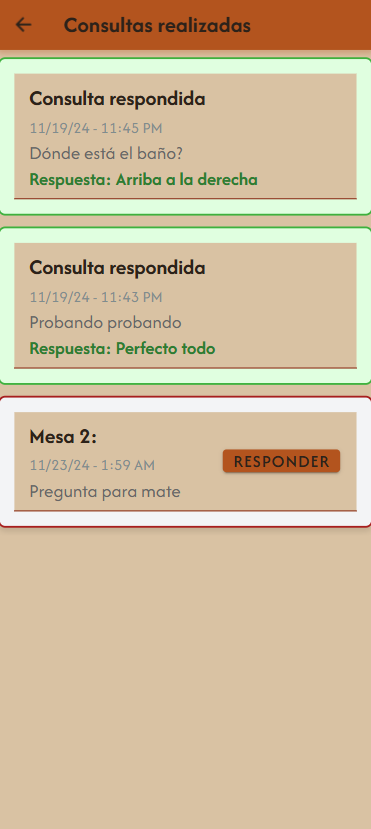 Consultas realizadas
Consulta respondida
11/19/24 - 11:45 PM
Dónde está el baño?
Respuesta: Arriba a la derecha
Consulta respondida
11/19/24 - 11:43 PM
Probando probando
Respuesta: Perfecto todo
Mesa 2:
11/23/24 - 1:59 AM
RESPONDER
Pregunta para mate